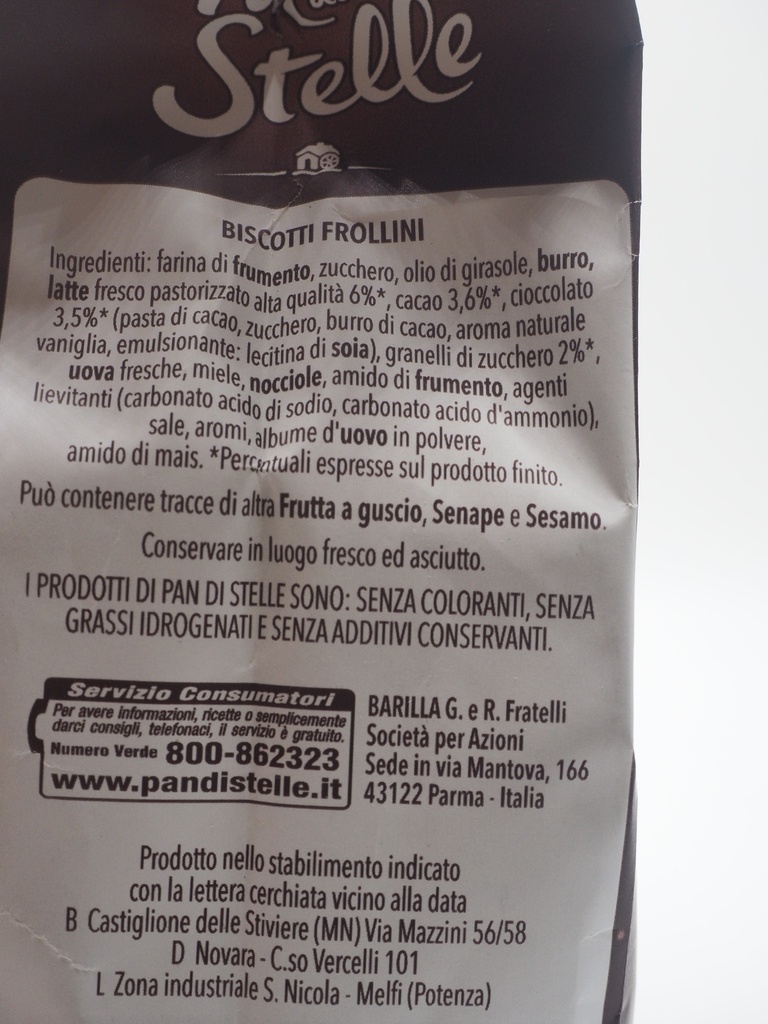 Stelle
BISCOTTI FROLLINI
Ingredienti: farina di frumento, zucchero, olio di girasole, burro,
latte fresco pastorizzato alta qualità 6%*, cacao 3,6%*, cioccolato
3,5%* (pasta di cacao, zucchero, burro di cacao, aroma naturale
vaniglia, emulsionante: lecitina di soia), granelli di zucchero 2%*,
uova fresche, miele, nocciole, amido di frumento, agenti
lievitanti (carbonato acido di sodio, carbonato acido d'ammonio),
sale, aromi, albume d'uovo in polvere,
amido di mais. *Percentuali espresse sul prodotto finito.
Può contenere tracce di altra Frutta a guscio, Senape e Sesamo.
Conservare in luogo fresco ed asciutto.
I PRODOTTI DI PAN DI STELLE SONO: SENZA COLORANTI, SENZA
GRASSI IDROGENATI E SENZA ADDITIVI CONSERVANTI.
Servizio Consumatori
Per avere informazioni, ricette o semplicemente
darci consigli, telefonaci, il servizio è gratuito.
Numero Verde 800-862323
www.pandistelle.it
BARILLA G. e R. Fratelli
Società per Azioni
Sede in via Mantova, 166
43122 Parma - Italia
Prodotto nello stabilimento indicato
con la lettera cerchiata vicino alla data
B Castiglione delle Stiviere (MN) Via Mazzini 56/58
D Novara - C.so Vercelli 101
L Zona industriale S. Nicola - Melfi (Potenza)